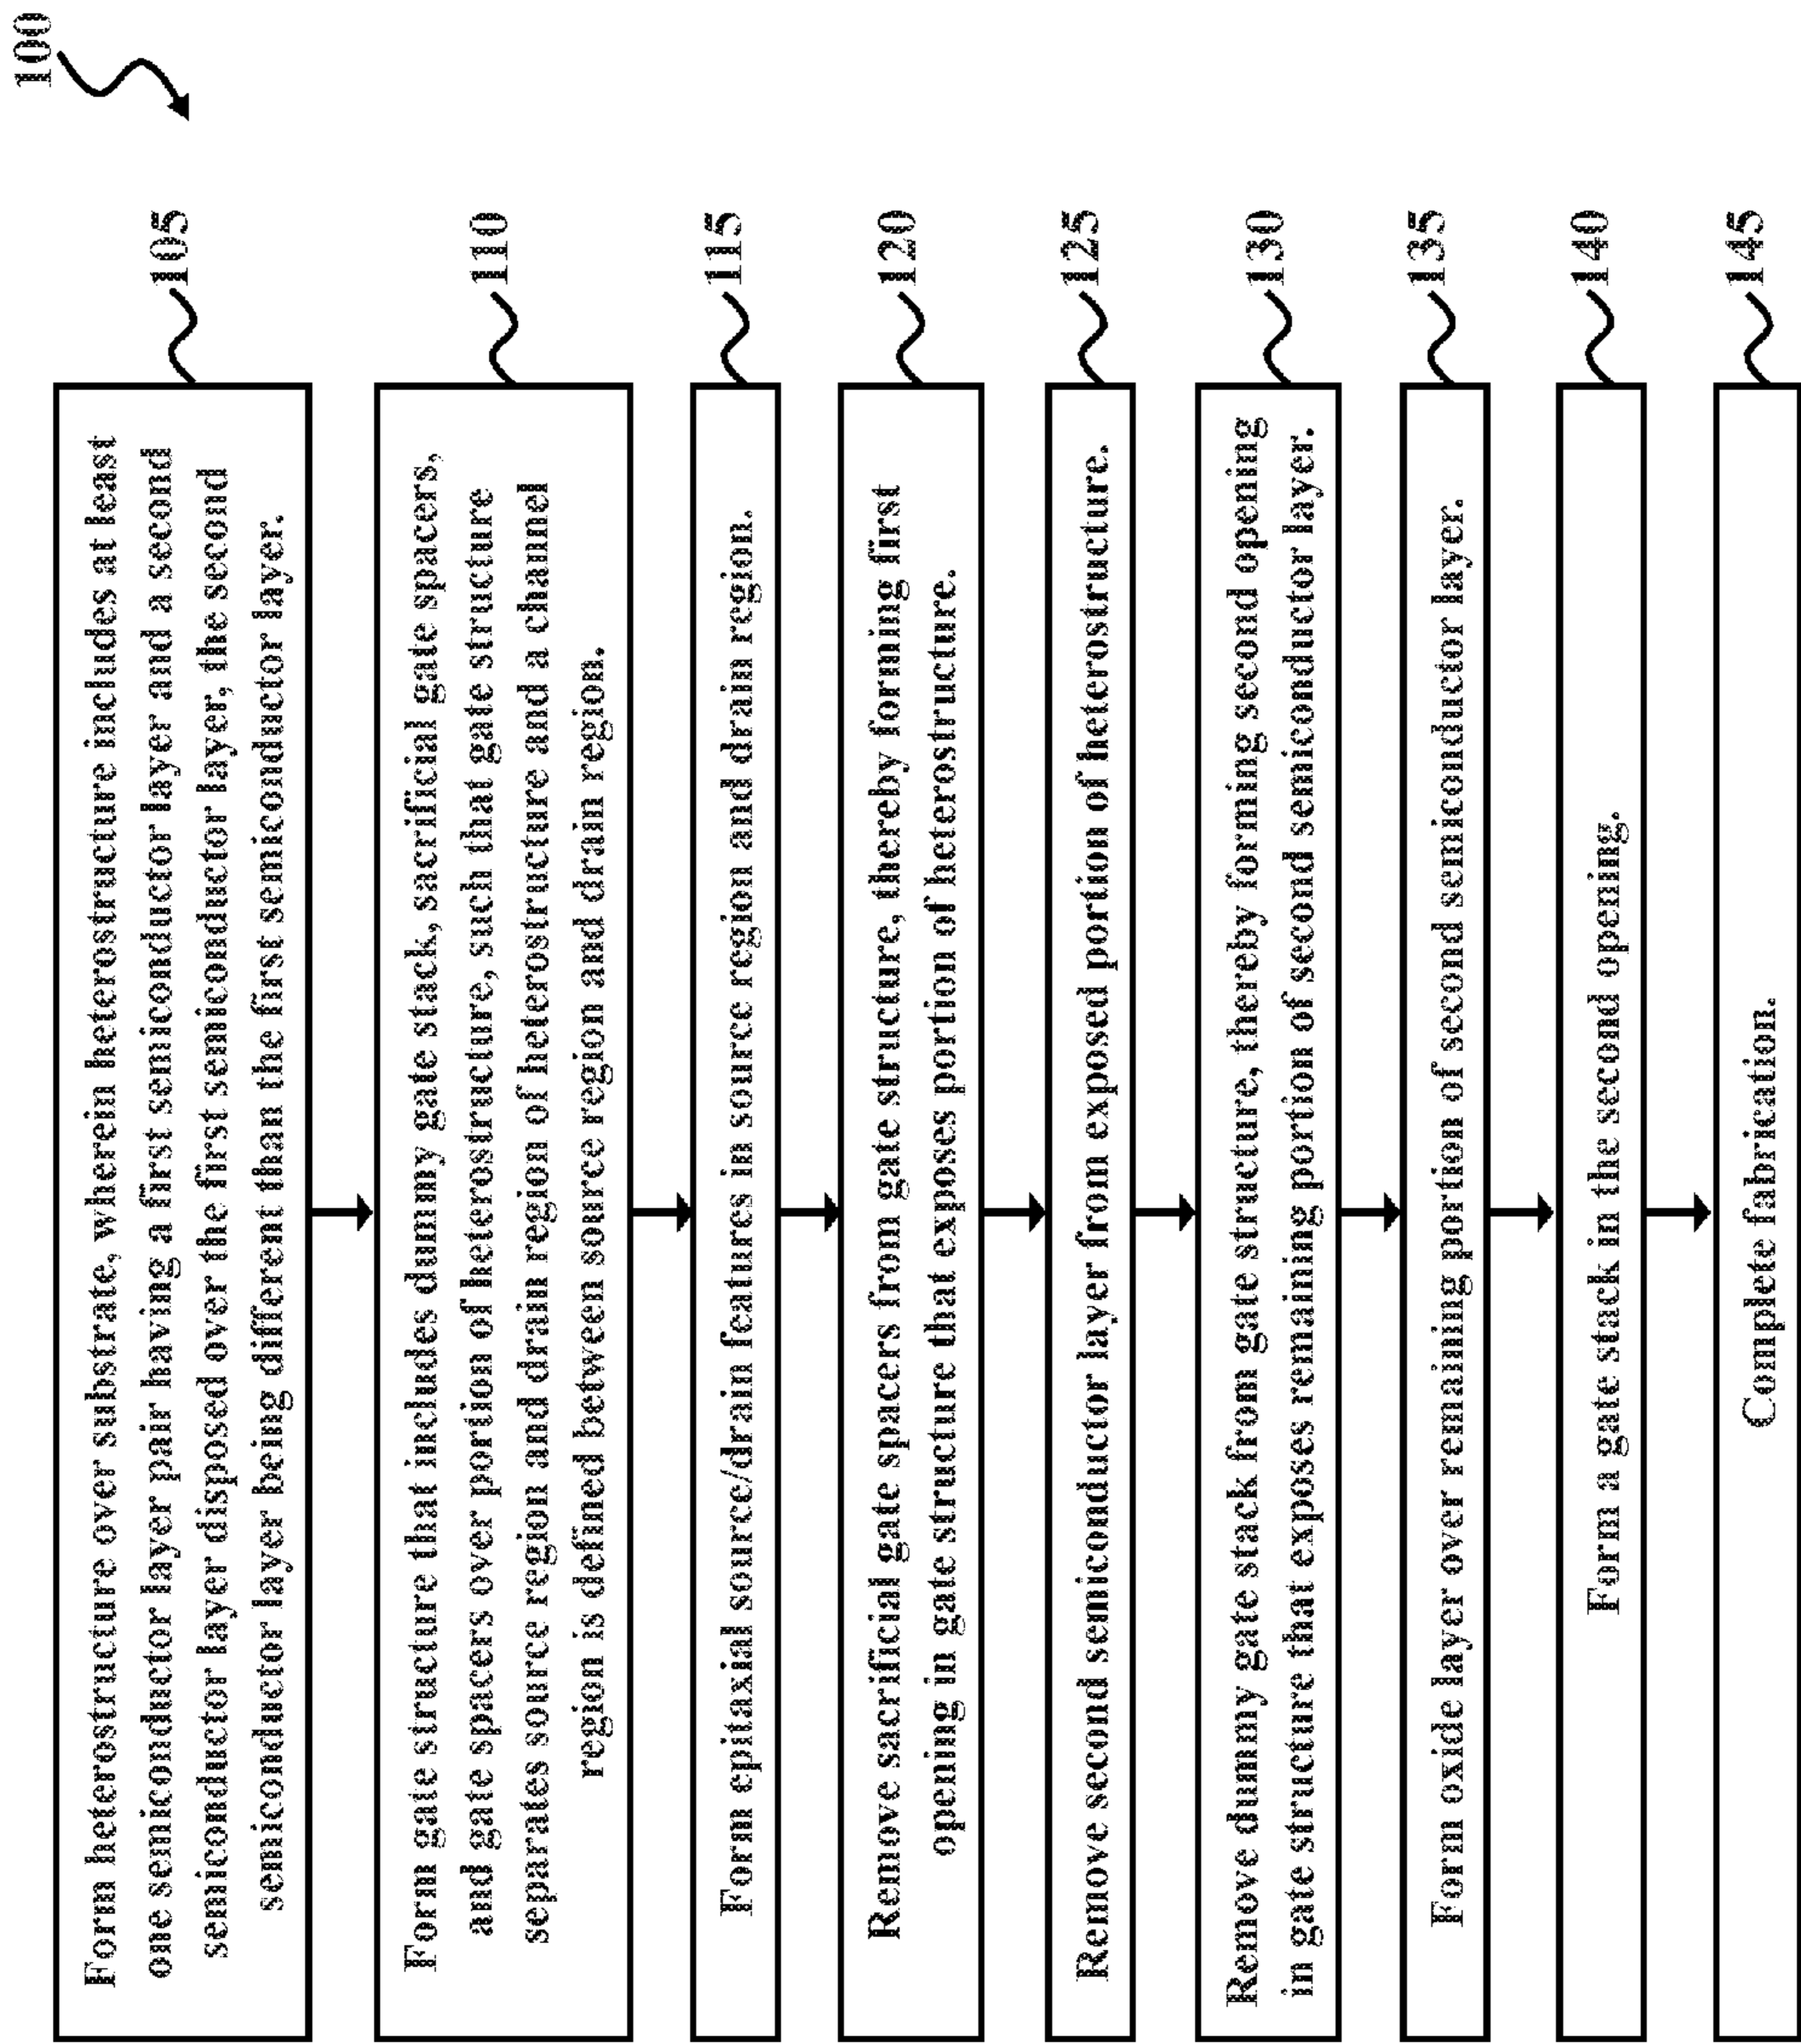 100
Form heterostructure over substrate, wherein heterostructure includes at least
one semiconductor layer pair having a first semiconductor layer and a second
semiconductor layer disposed over the first semiconductor layer, the second
semiconductor layer being different than the first semiconductor layer.
105
Form gate structure that includes dummy gate stack, sacrificial gate spacers,
and gate spacers over portion of heterostructure, such that gate structure
separates source region and drain region of heterostructure and a channel
region is defined between source region and drain region.
110
Form epitaxial source/drain features in source region and drain region.
115
Remove sacrificial gate spacers from gate structure, thereby forming first
opening in gate structure that exposes portion of heterostructure.
120
Remove second semiconductor layer from exposed portion of heterostructure.
125
Remove dummy gate stack from gate structure, thereby forming second opening
in gate structure that exposes remaining portion of second semiconductor layer.
130
Form oxide layer over remaining portion of second semiconductor layer.
135
Form a gate stack in the second opening.
140
Complete fabrication.
145